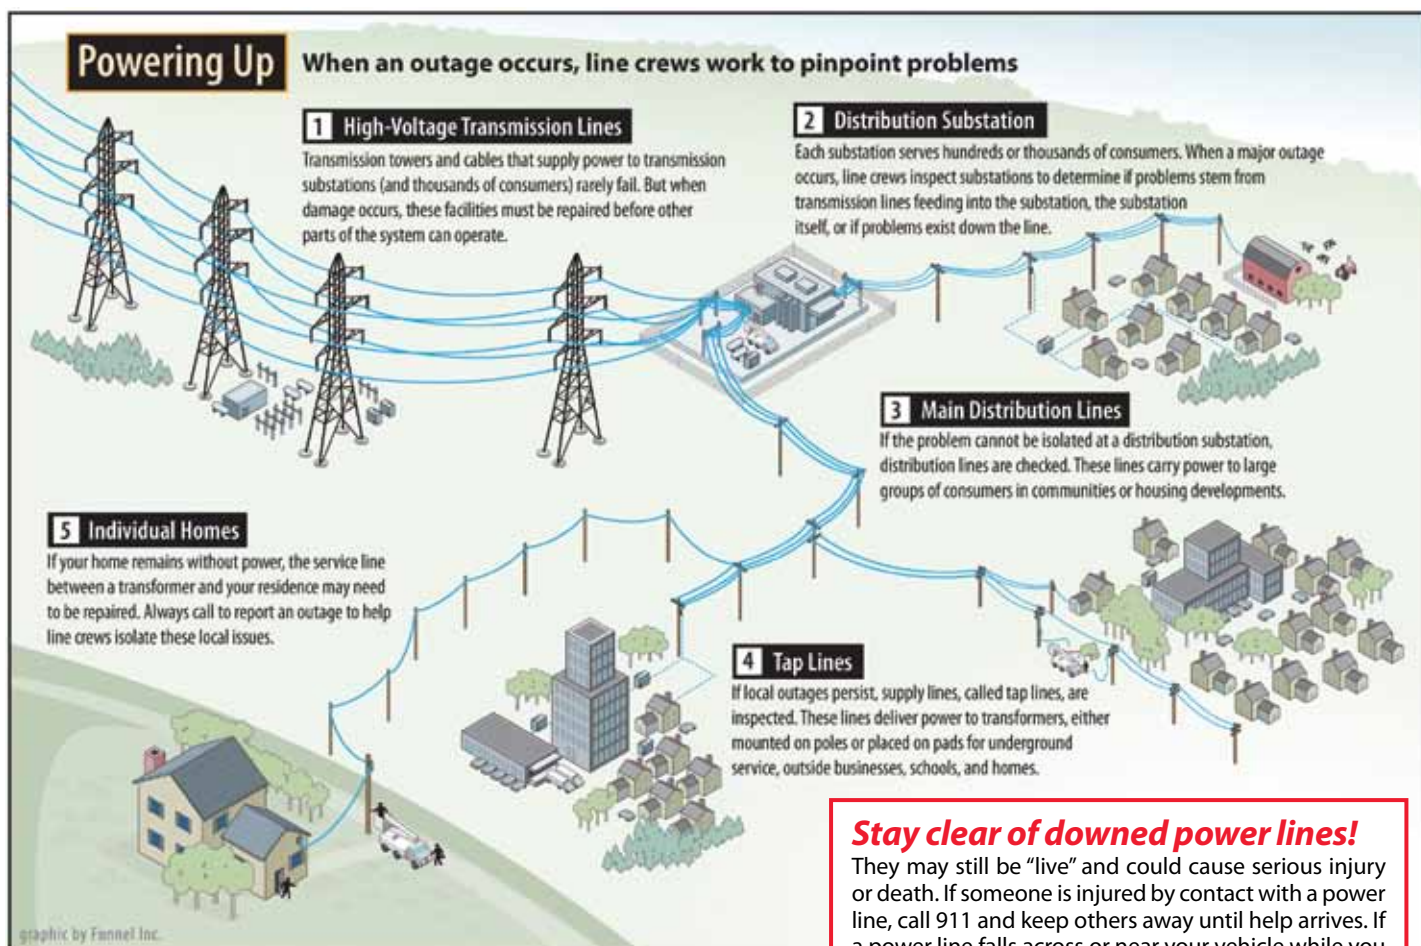 Powering Up
When an outage occurs, line crews work to pinpoint problems
1 High-Voltage Transmission Lines
Transmission towers and cables that supply power to transmission
substations (and thousands of consumers) rarely fail. But when
damage occurs, these facilities must be repaired before other
parts of the system can operate.
2 Distribution Substation
Each substation serves hundreds or thousands of consumers. When a major outage
occurs, line crews inspect substations to determine if problems stem from
transmission lines feeding into the substation, the substation
itself, or if problems exist down the line.
3 Main Distribution Lines
If the problem cannot be isolated at a distribution substation,
distribution lines are checked. These lines carry power to large
groups of consumers in communities or housing developments.
4 Tap Lines
If local outages persist, supply lines, called tap lines, are
inspected. These lines deliver power to transformers, either
mounted on poles or placed on pads for underground
service, outside businesses, schools, and homes.
5 Individual Homes
If your home remains without power, the service line
between a transformer and your residence may need
to be repaired. Always call to report an outage to help
line crews isolate these local issues.
Stay clear of downed power lines!
They may still be “live” and could cause serious injury
or death. If someone is injured by contact with a power
line, call 911 and keep others away until help arrives. If
a power line falls across or near your vehicle while you
graphic by Funnel Inc.